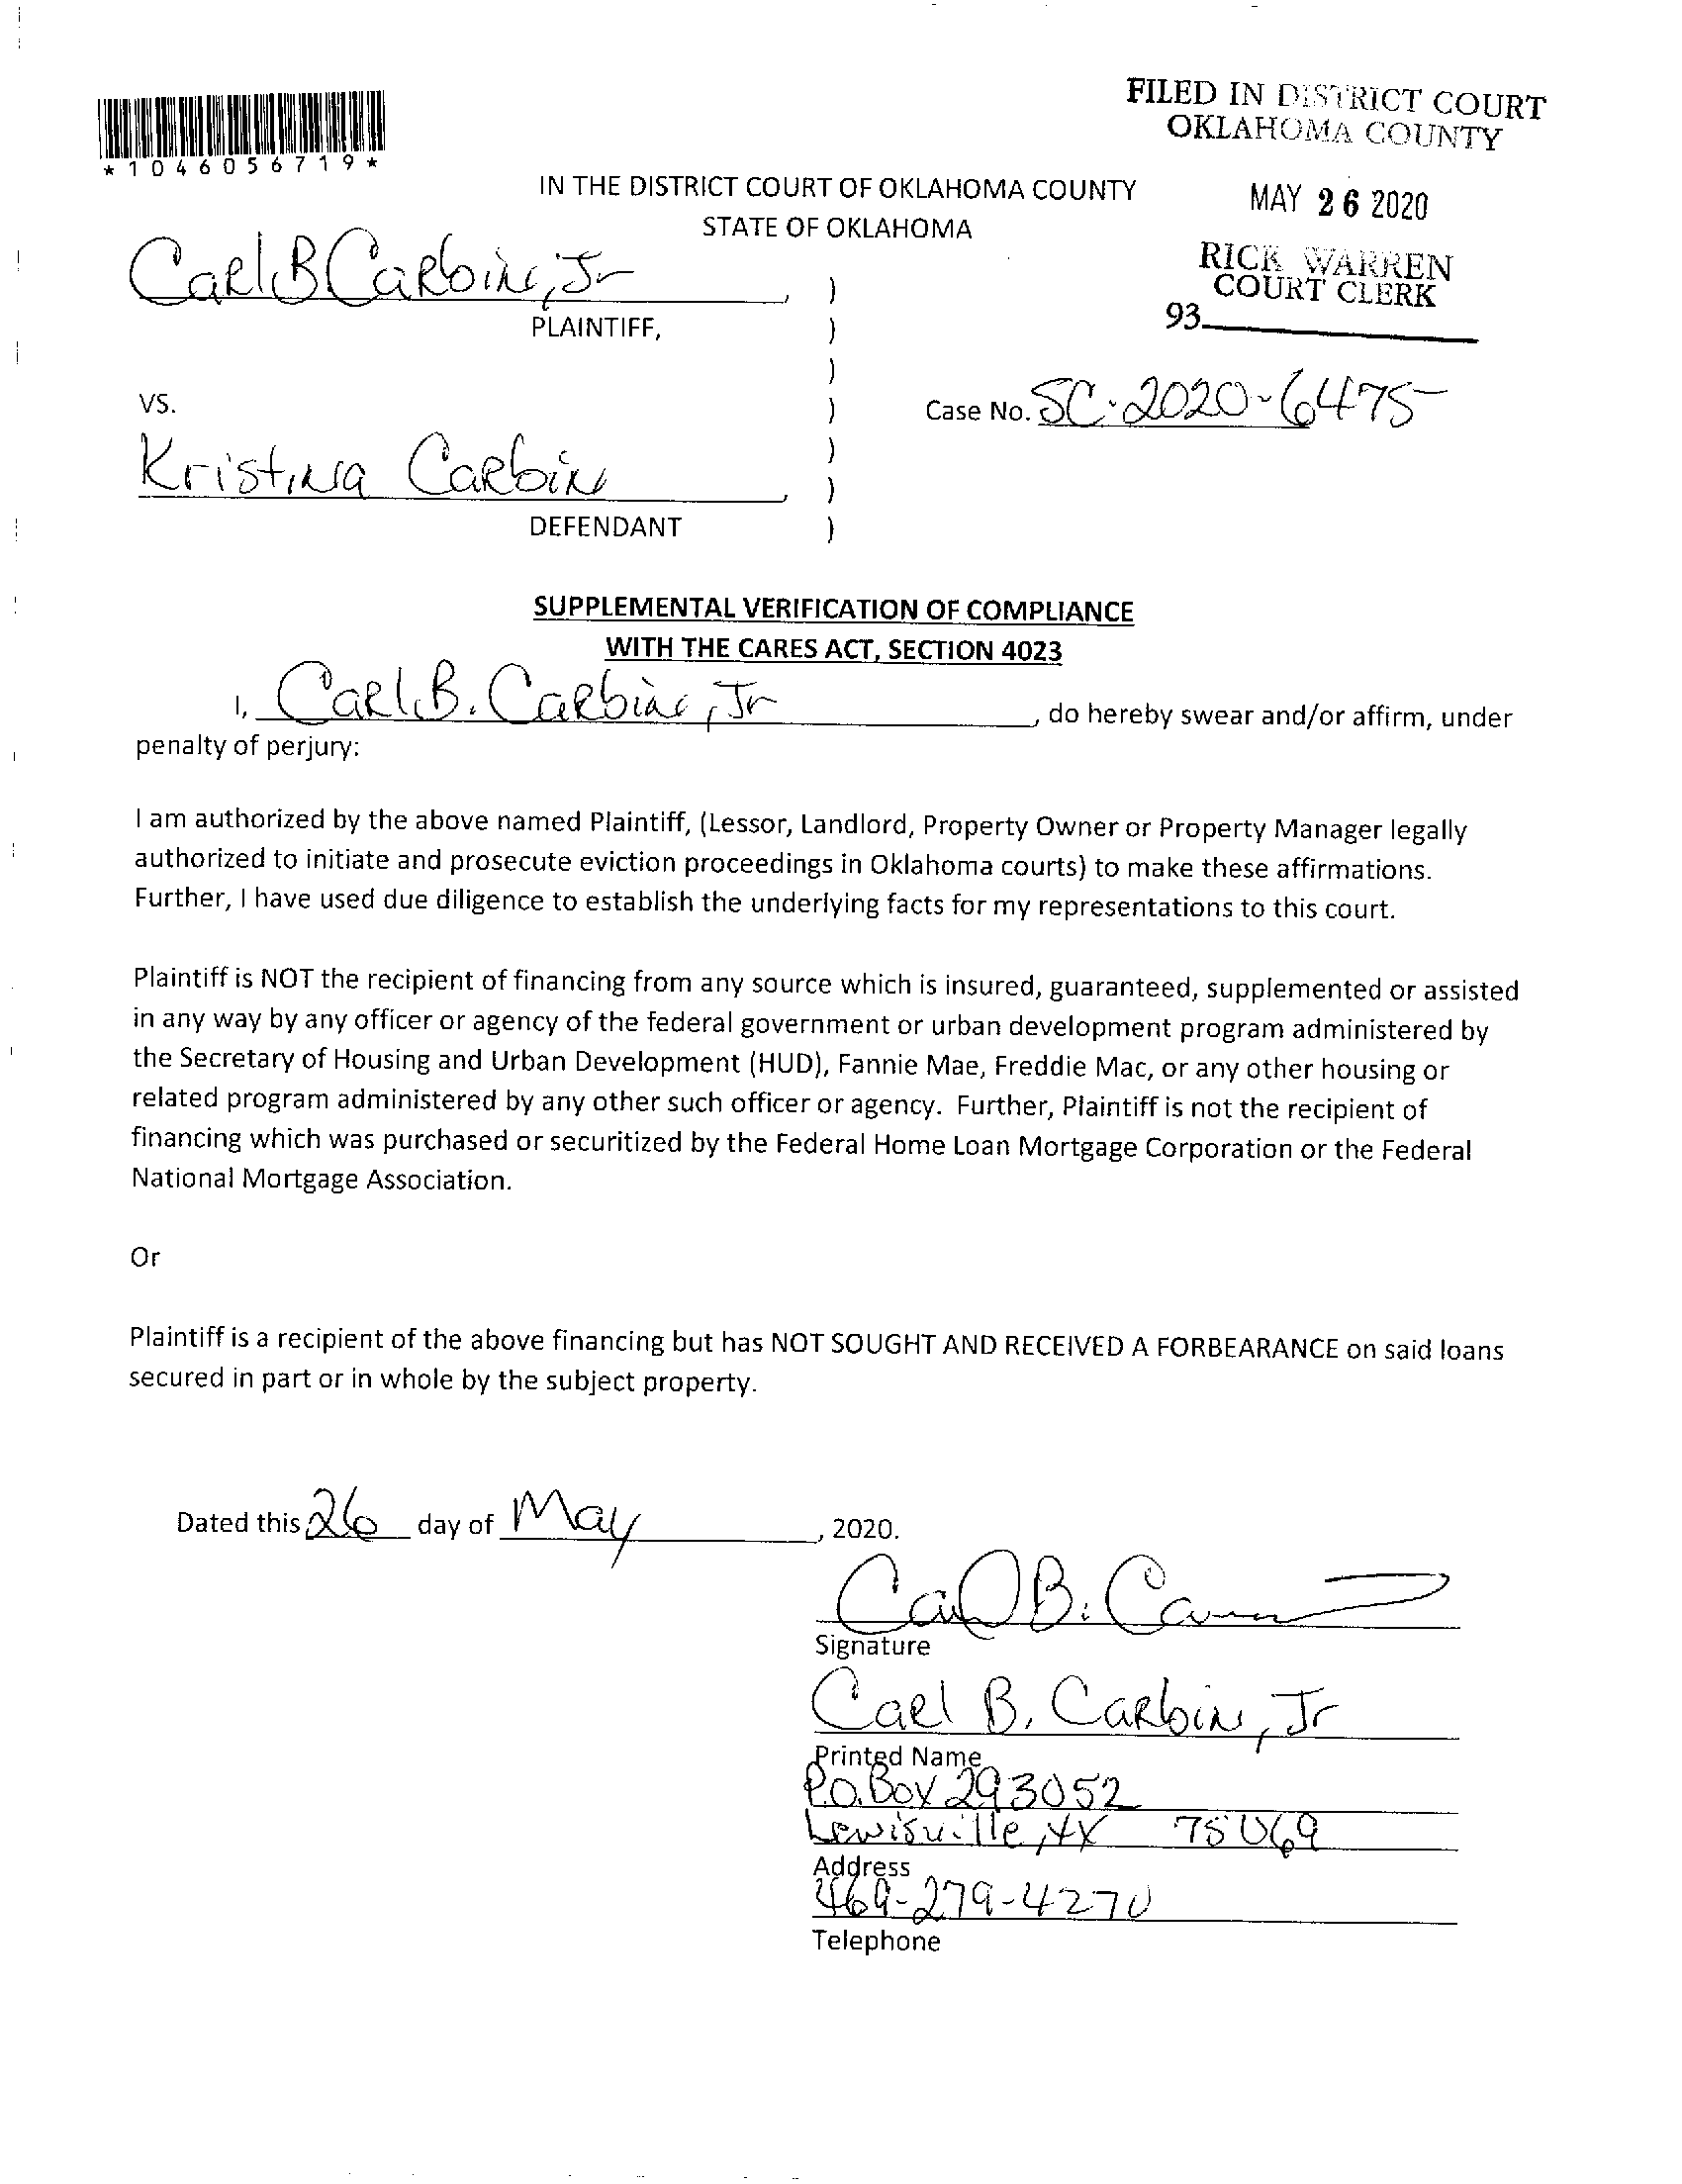 FILED IN DISTRICT COURT
OKLAHOMA COUNTY
*1046056719*
IN THE DISTRICT COURT OF OKLAHOMA COUNTY
MAY 26 2020
STATE OF OKLAHOMA
RICK WARREN
COURT CLERK
93
Carl B Carbine, Jr,
)
PLAINTIFF,
)
)
VS.
)
Case No. SC-2020-6475
)
Kristina Carbine,
)
DEFENDANT
)
SUPPLEMENTAL VERIFICATION OF COMPLIANCE
WITH THE CARES ACT, SECTION 4023
I, Carl B. Carbine, Jr, do hereby swear and/or affirm, under
penalty of perjury:
I am authorized by the above named Plaintiff, (Lessor, Landlord, Property Owner or Property Manager legally
authorized to initiate and prosecute eviction proceedings in Oklahoma courts) to make these affirmations.
Further, I have used due diligence to establish the underlying facts for my representations to this court.
Plaintiff is NOT the recipient of financing from any source which is insured, guaranteed, supplemented or assisted
in any way by any officer or agency of the federal government or urban development program administered by
the Secretary of Housing and Urban Development (HUD), Fannie Mae, Freddie Mac, or any other housing or
related program administered by any other such officer or agency. Further, Plaintiff is not the recipient of
financing which was purchased or securitized by the Federal Home Loan Mortgage Corporation or the Federal
National Mortgage Association.
Or
Plaintiff is a recipient of the above financing but has NOT SOUGHT AND RECEIVED A FORBEARANCE on said loans
secured in part or in whole by the subject property.
Dated this 26 day of May, 2020.
Carl B. Car
Signature
Carl B. Carbine, Jr
Printed Name
P.O. Box 293052
Lewisville, TX 75069
Address
469-279-4270
Telephone